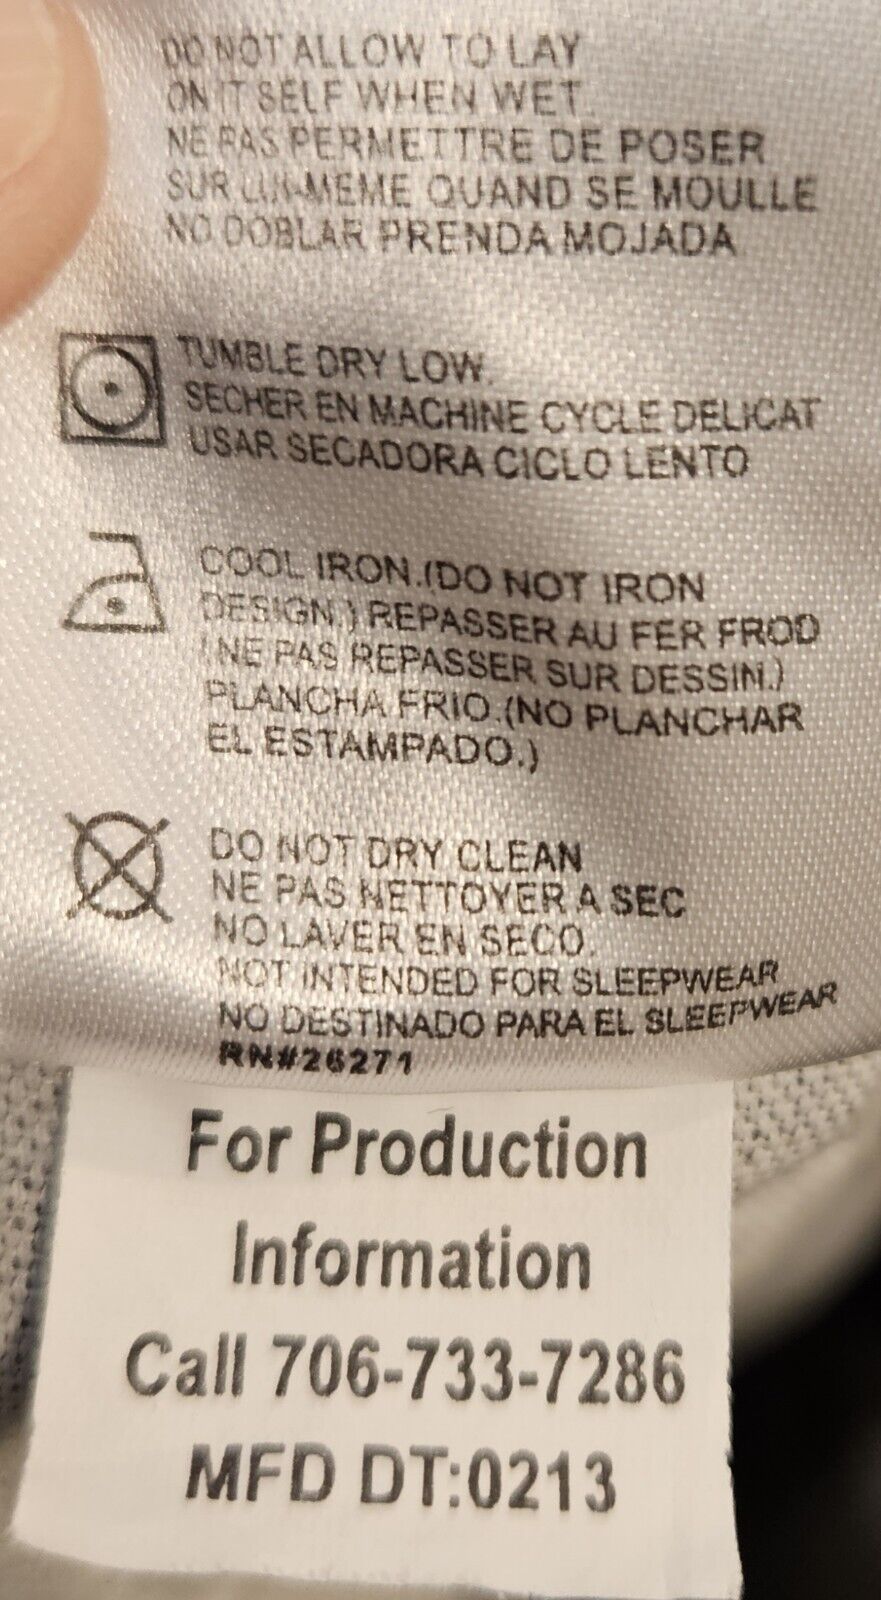 DO NOT ALLOW TO LAY
ON IT SELF WHEN WET.
NE PAS PERMETTRE DE POSER
SUR LUI-MEME QUAND SE MOULLE
NO DOBLAR PRENDA MOJADA
TUMBLE DRY LOW.
SECHER EN MACHINE CYCLE DELICAT
USAR SECADORA CICLO LENTO
COOL IRON.(DO NOT IRON
DESIGN.) REPASSER AU FER FROD
(NE PAS REPASSER SUR DESSIN.)
PLANCHA FRIO.(NO PLANCHAR
EL ESTAMPADO.)
DO NOT DRY CLEAN
NE PAS NETTOYER A SEC
NO LAVER EN SECO.
NOT INTENDED FOR SLEEPWEAR
NO DESTINADO PARA EL SLEEPWEAR
RN#26271
For Production
Information
Call 706-733-7286
MFD DT:0213